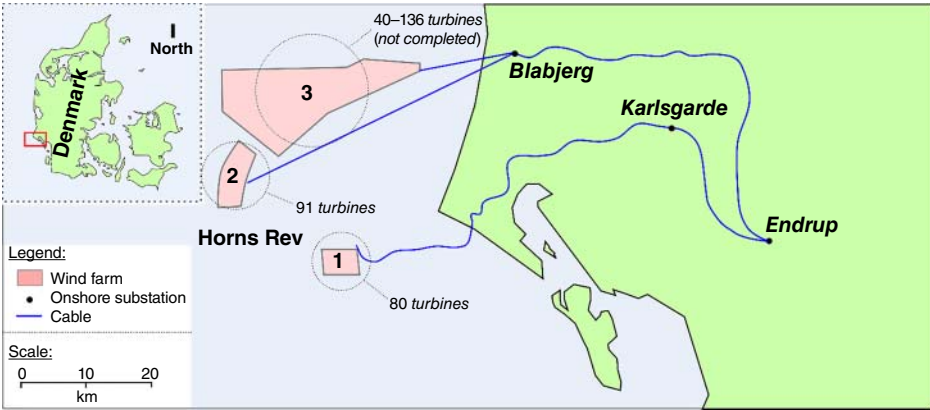 North
Denmark
40–136 turbines
(not completed)
3
2
91 turbines
Horns Rev
1
80 turbines
Blabjerg
Karlsgarde
Endrup
Legend:
Wind farm
Onshore substation
Cable
Scale:
0 10 20
km